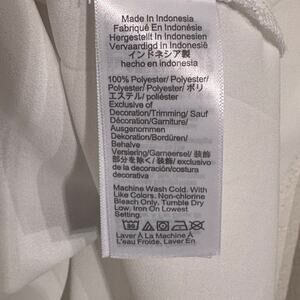 Made In Indonesia
Fabriqué En Indonésie
Hergestellt In Indonesien
Vervaardigd In Indonesië
インドネシア製
hecho en indonesia
100% Polyester/ Polyester/
Polyester/ Polyester/ ポリ
エステル/ poliéster
Exclusive of
Decoration/Trimming/ Sauf
Décoration/Garniture/
Ausgenommen
Dekoration/Bordüren/
Behalve
Versiering/Garneersel/ 装飾
部分を除く/ 装飾/ exclusivo
de la decoración/costura
decorativa
Machine Wash Cold. With
Like Colors. Non-chlorine
Bleach Only. Tumble Dry
Low. Iron On Lowest
Setting.
Laver À La Machine À
L'eau Froide. Laver En